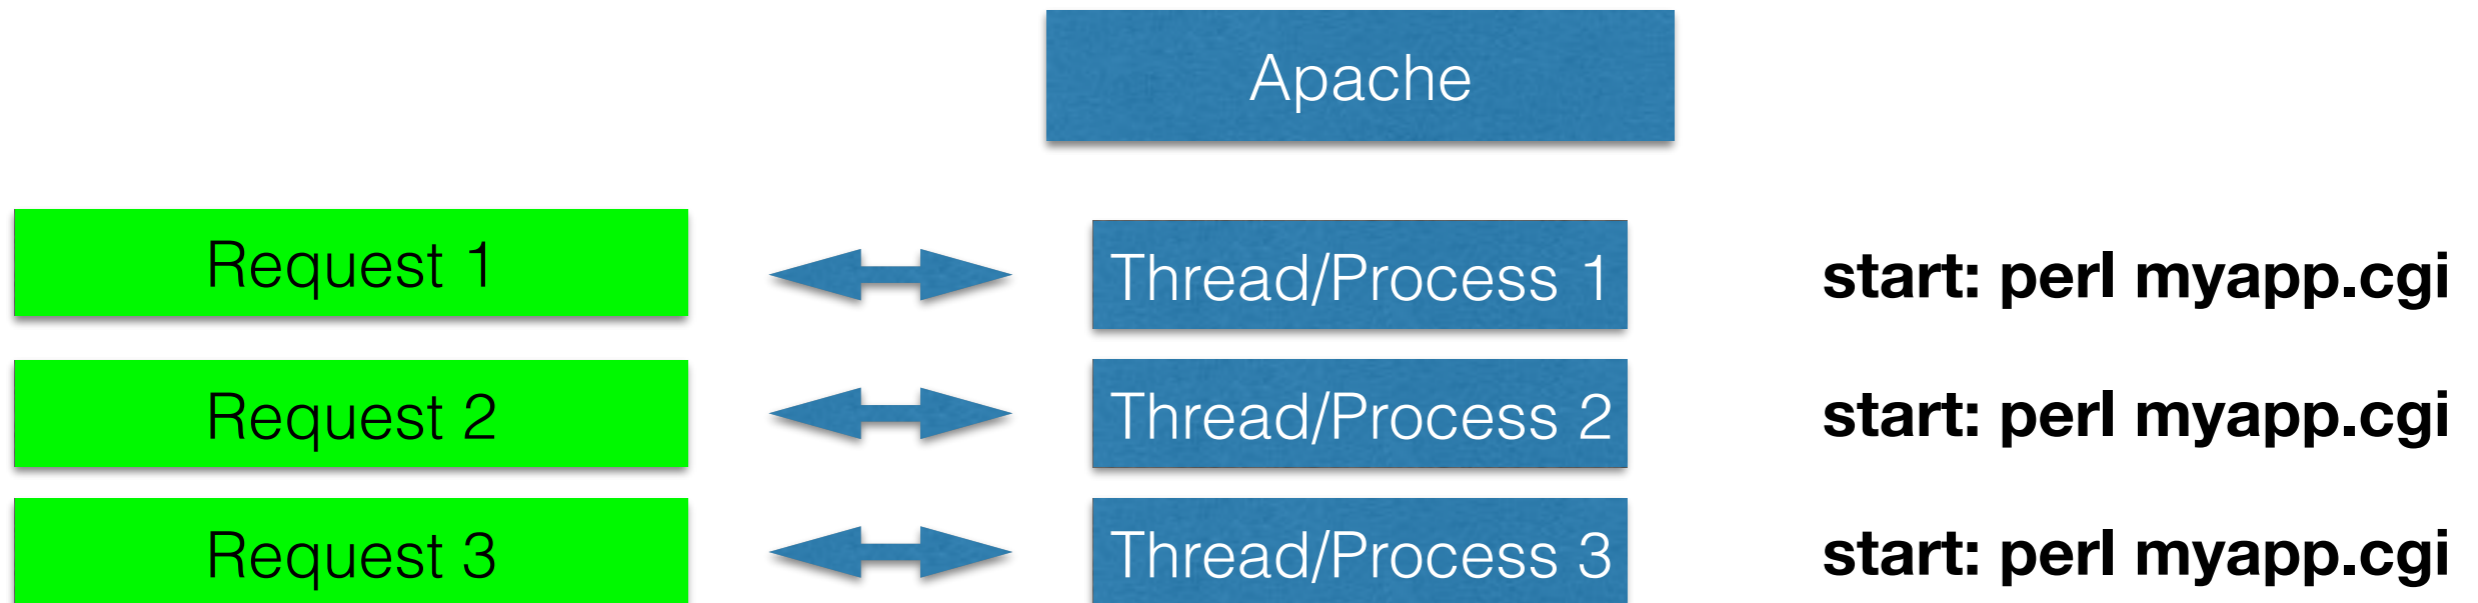 Apache
Request 1
Thread/Process 1
start: perl myapp.cgi
Request 2
Thread/Process 2
start: perl myapp.cgi
Request 3
Thread/Process 3
start: perl myapp.cgi